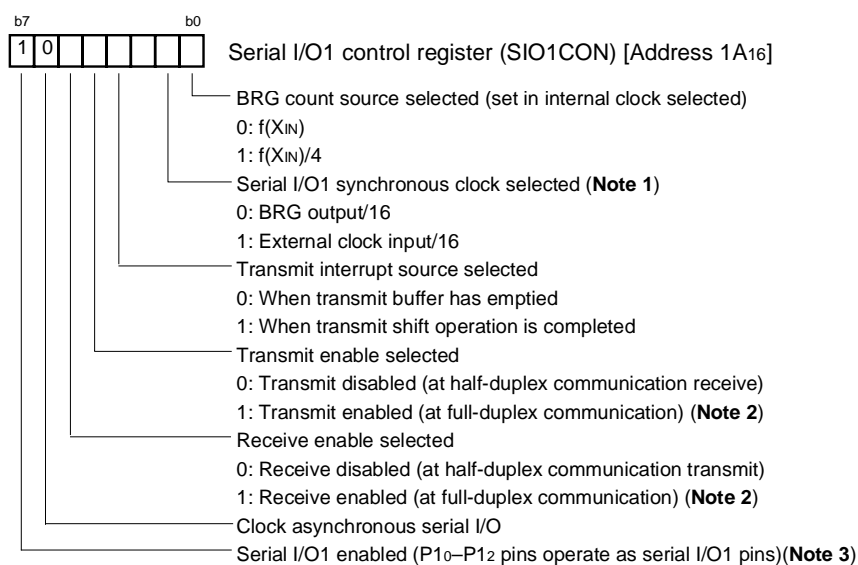 b7 b0
1 0 Serial I/O1 control register (SIO1CON) [Address 1A16]
BRG count source selected (set in internal clock selected)
0: f(XIN)
1: f(XIN)/4
Serial I/O1 synchronous clock selected (Note 1)
0: BRG output/16
1: External clock input/16
Transmit interrupt source selected
0: When transmit buffer has emptied
1: When transmit shift operation is completed
Transmit enable selected
0: Transmit disabled (at half-duplex communication receive)
1: Transmit enabled (at full-duplex communication) (Note 2)
Receive enable selected
0: Receive disabled (at half-duplex communication transmit)
1: Receive enabled (at full-duplex communication) (Note 2)
Clock asynchronous serial I/O
Serial I/O1 enabled (P10–P12 pins operate as serial I/O1 pins)(Note 3)